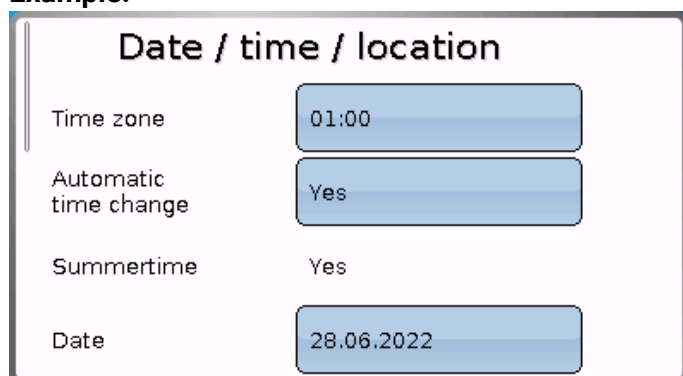 Example:
Date / time / location
Time zone 01:00
Automatic
time change Yes
Summertime Yes
Date 28.06.2022